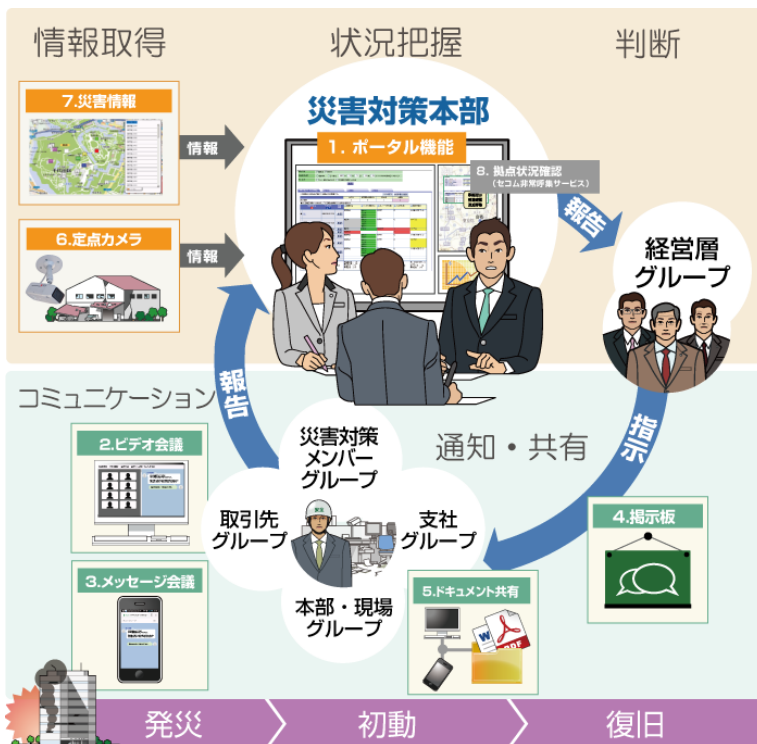 情報取得
状況把握
判断
7.災害情報
情報
6.定点カメラ
情報
災害対策本部
1. ポータル機能
8. 拠点状況確認
(セコム非常呼集サービス)
報告
経営層
グループ
指示
コミュニケーション
報告
2.ビデオ会議
3.メッセージ会議
災害対策
メンバー
グループ
取引先
グループ
支社
グループ
本部・現場
グループ
通知・共有
4.掲示板
5.ドキュメント共有
W
PDF
発災
初動
復旧